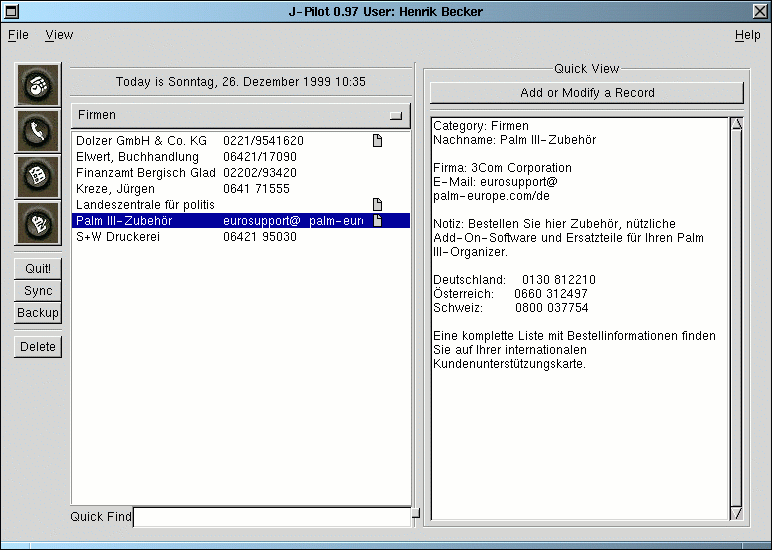 J-Pilot 0.97 User: Henrik Becker
File View Help
Today is Sonntag, 26. Dezember 1999 10:35
Firmen
Dolzer GmbH & Co. KG 0221/9541620
Elwert, Buchhandlung 06421/17090
Finanzamt Bergisch Glad 02202/93420
Kreze, Jürgen 0641 71555
Landeszentrale für politis
Palm III-Zubehör eurosupport@ palm-eur
S+W Druckerei 06421 95030
Quit!
Sync
Backup
Delete
Quick Find
Quick View
Add or Modify a Record
Category: Firmen
Nachname: Palm III-Zubehör
Firma: 3Com Corporation
E-Mail: eurosupport@
palm-europe.com/de
Notiz: Bestellen Sie hier Zubehör, nützliche
Add-On-Software und Ersatzteile für Ihren Palm
III-Organizer.
Deutschland: 0130 812210
Österreich: 0660 312497
Schweiz: 0800 037754
Eine komplette Liste mit Bestellinformationen finden
Sie auf Ihrer internationalen
Kundenunterstützungskarte.